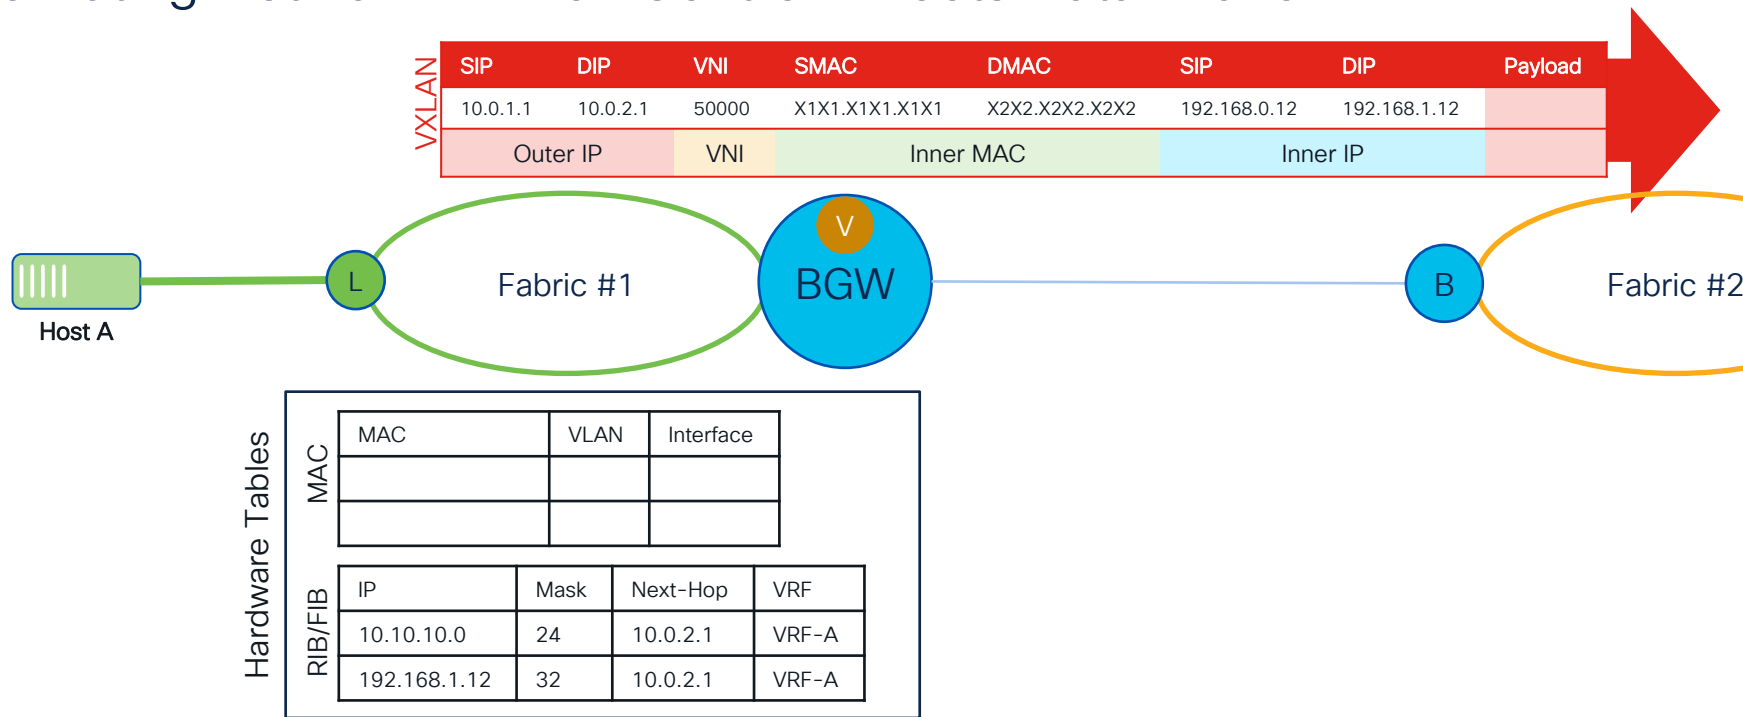 VXLAN
SIP DIP VNI SMAC DMAC SIP DIP Payload
10.0.1.1 10.0.2.1 50000 X1X1.X1X1.X1X1 X2X2.X2X2.X2X2 192.168.0.12 192.168.1.12
Outer IP VNI Inner MAC Inner IP
V
L Fabric #1 BGW B Fabric #2
Host A
Hardware Tables
MAC
MAC VLAN Interface
RIB/FIB
IP Mask Next-Hop VRF
10.10.10.0 24 10.0.2.1 VRF-A
192.168.1.12 32 10.0.2.1 VRF-A